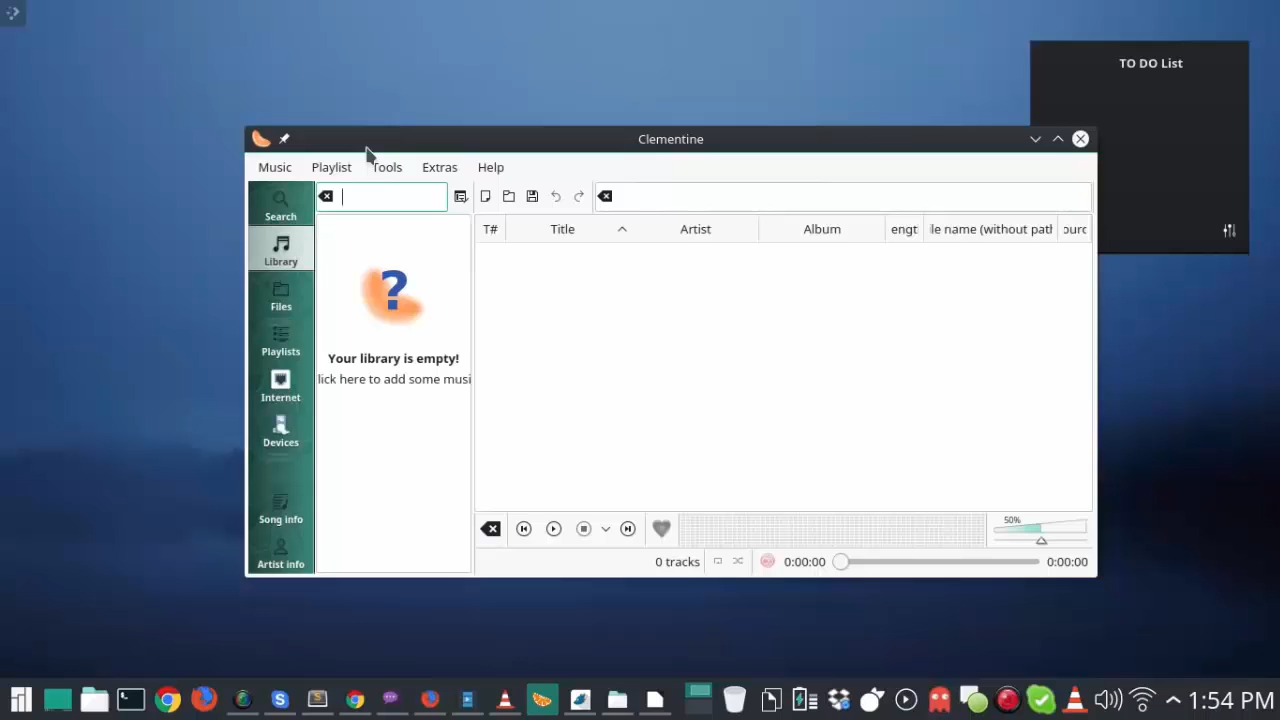 TO DO List
Clementine
Music Playlist Tools Extras Help
Search
Library
Files
Playlists
Internet
Devices
Song info
Artist info
?
Your library is empty!
lick here to add some musi
T# Title Artist Album engt le name (without path ourc
50%
0 tracks 0:00:00 0:00:00
1:54 PM